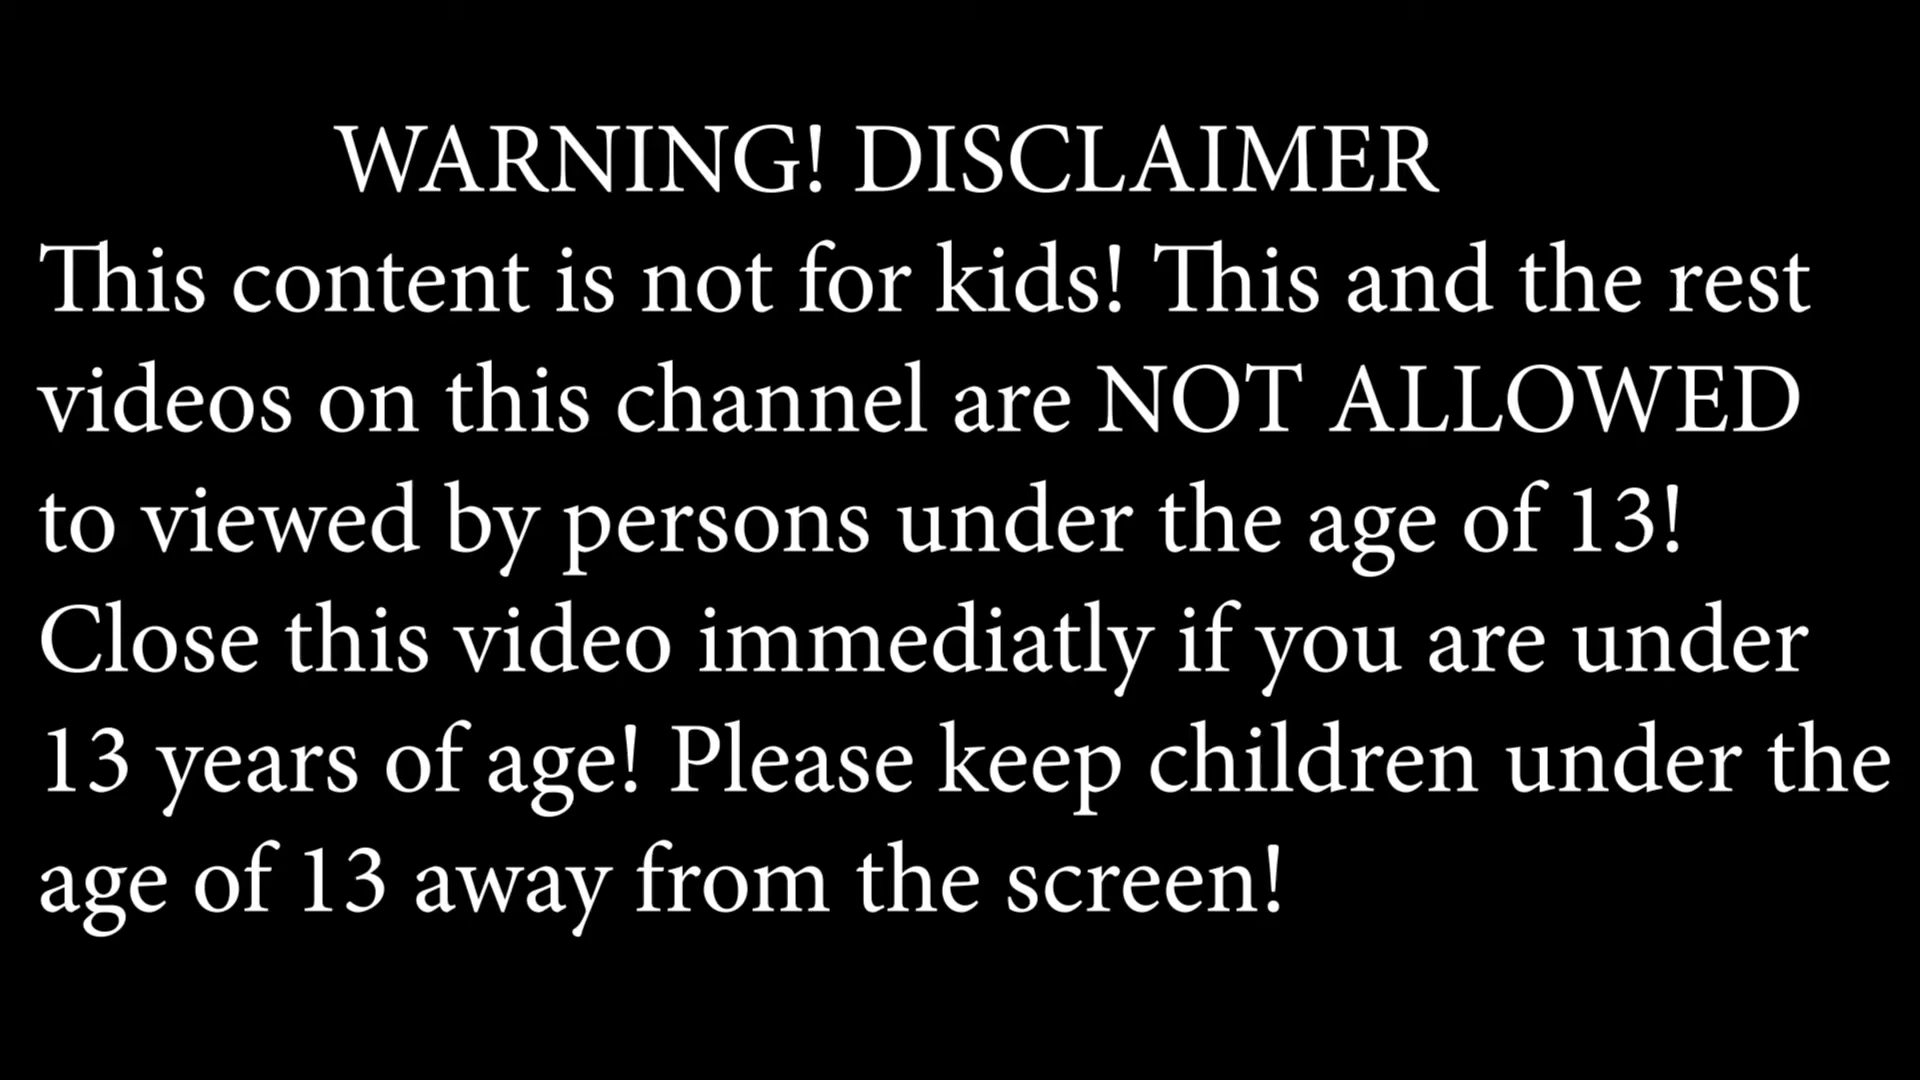 WARNING! DISCLAIMER
This content is not for kids! This and the rest
videos on this channel are NOT ALLOWED
to viewed by persons under the age of 13!
Close this video immediatly if you are under
13 years of age! Please keep children under the
age of 13 away from the screen!